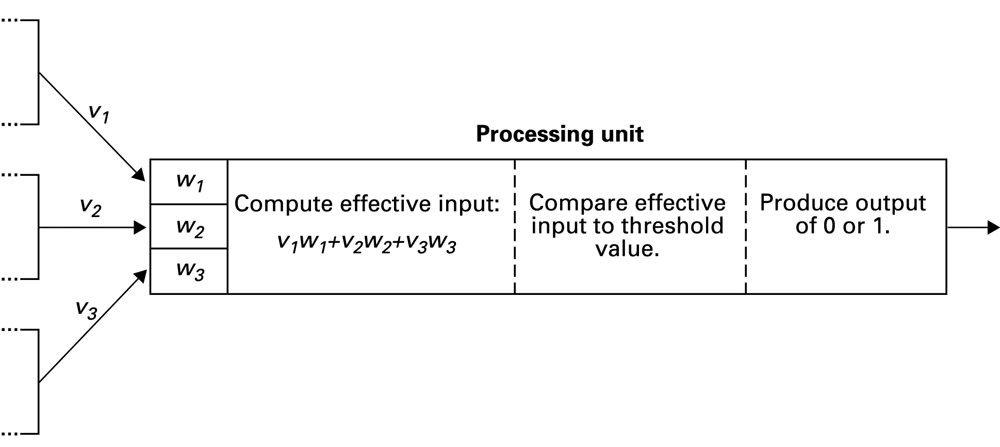 v1
Processing unit
w1
v2
w2
w3
v3
Compute effective input:
v1w1+v2w2+v3w3
Compare effective
input to threshold
value.
Produce output
of 0 or 1.